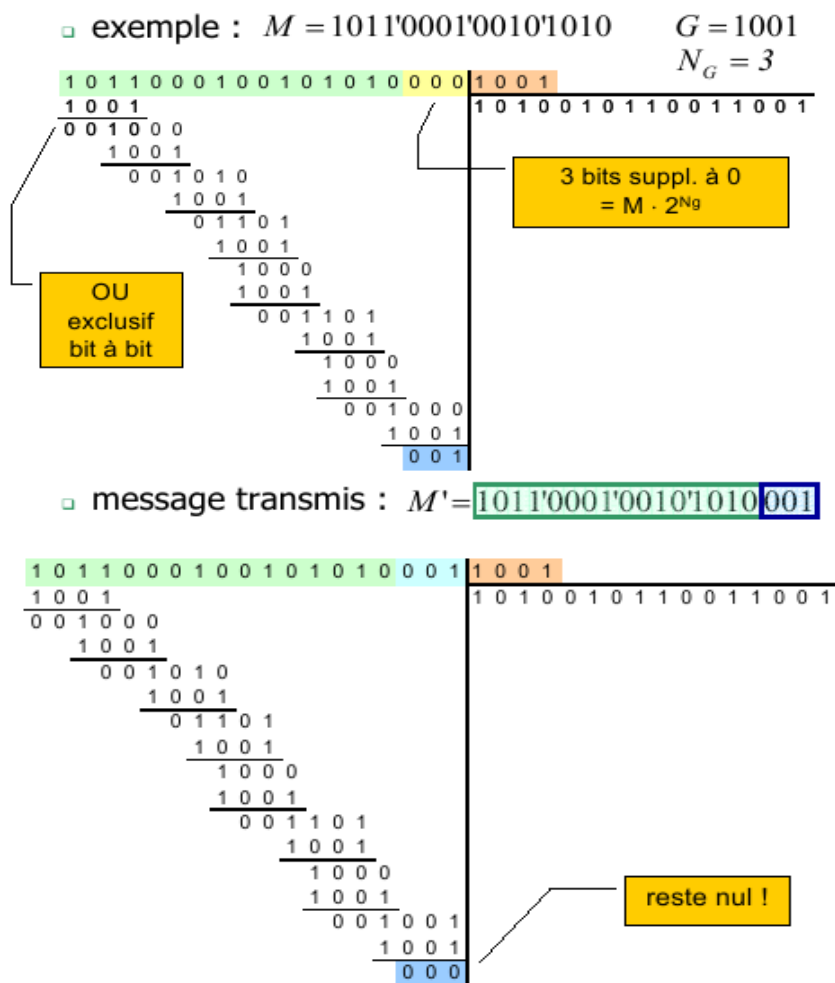 ▫ exemple : M = 1011'0001'0010'1010 G = 1001
N_G = 3
1 0 1 1 0 0 0 1 0 0 1 0 1 0 1 0 0 0 0 1 0 0 1
1 0 0 1 1 0 1 0 0 1 0 1 1 0 0 1 1 0 0 1
0 0 1 0 0 0
1 0 0 1
0 0 1 0 1 0
1 0 0 1
0 1 1 0 1
1 0 0 1
1 0 0 0
1 0 0 1
0 0 1 1 0 1
1 0 0 1
1 0 0 0
1 0 0 1
0 0 1 0 0 0
1 0 0 1
0 0 1
3 bits suppl. à 0
= M · 2^Ng
OU
exclusif
bit à bit
▫ message transmis : M' = 1011'0001'0010'1010 001
1 0 1 1 0 0 0 1 0 0 1 0 1 0 1 0 0 0 1 1 0 0 1
1 0 0 1 1 0 1 0 0 1 0 1 1 0 0 1 1 0 0 1
0 0 1 0 0 0
1 0 0 1
0 0 1 0 1 0
1 0 0 1
0 1 1 0 1
1 0 0 1
1 0 0 0
1 0 0 1
0 0 1 1 0 1
1 0 0 1
1 0 0 0
1 0 0 1
0 0 1 0 0 1
1 0 0 1
0 0 0
reste nul !